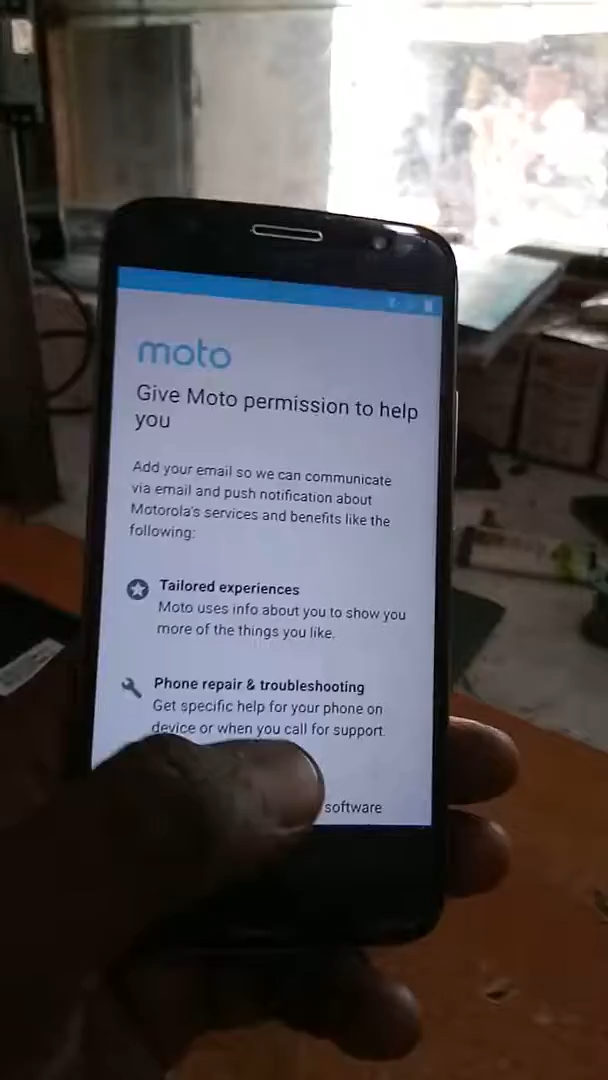 moto
Give Moto permission to help
you
Add your email so we can communicate
via email and push notification about
Motorola's services and benefits like the
following:
Tailored experiences
Moto uses info about you to show you
more of the things you like.
Phone repair & troubleshooting
Get specific help for your phone on
device or when you call for support.
software